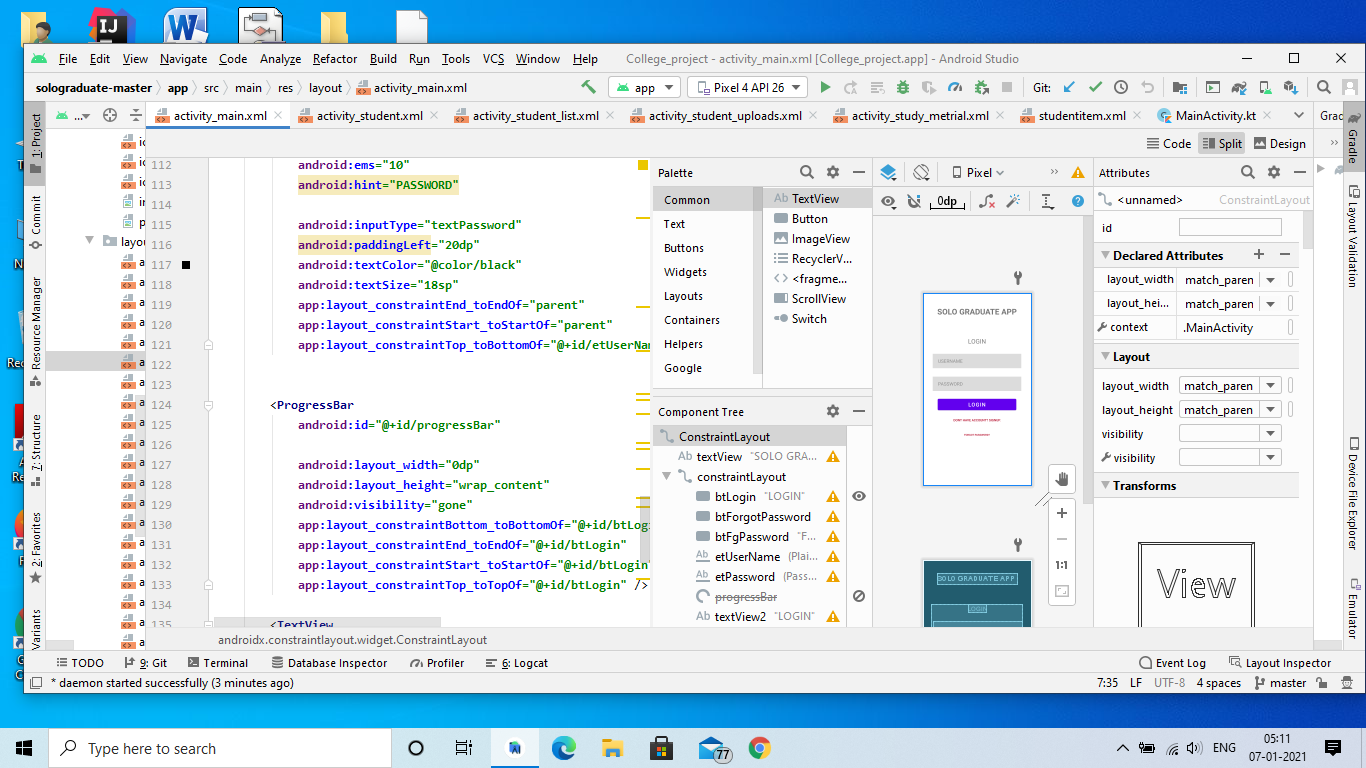 File Edit View Navigate Code Analyze Refactor Build Run Tools VCS Window Help College_project - activity_main.xml [College_project.app] - Android Studio
solograduate-master app src main res layout activity_main.xml app Pixel 4 API 26 Git:
activity_main.xml activity_student.xml activity_student_list.xml activity_student_uploads.xml activity_study_metrial.xml studentitem.xml MainActivity.kt Grad
Code Split Design
1: Project
Commit
Resource Manager
7: Structure
2: Favorites
Variants
layou
112 android:ems="10"
113 android:hint="PASSWORD"
114
115 android:inputType="textPassword"
116 android:paddingLeft="20dp"
117 android:textColor="@color/black"
118 android:textSize="18sp"
119 app:layout_constraintEnd_toEndOf="parent"
120 app:layout_constraintStart_toStartOf="parent"
121 app:layout_constraintTop_toBottomOf="@+id/etUserNam
122
123
124 <ProgressBar
125 android:id="@+id/progressBar"
126
127 android:layout_width="0dp"
128 android:layout_height="wrap_content"
129 android:visibility="gone"
130 app:layout_constraintBottom_toBottomOf="@+id/btLogi
131 app:layout_constraintEnd_toEndOf="@+id/btLogin"
132 app:layout_constraintStart_toStartOf="@+id/btLogin"
133 app:layout_constraintTop_toTopOf="@+id/btLogin" />
134
135 <TextView
androidx.constraintlayout.widget.ConstraintLayout
Palette
Common
Text
Buttons
Widgets
Layouts
Containers
Helpers
Google
Ab TextView
Button
ImageView
RecyclerV...
<> <fragme...
ScrollView
Switch
Component Tree
ConstraintLayout
Ab textView "SOLO GRA...
constraintLayout
btLogin "LOGIN"
btForgotPassword
btFgPassword "F...
Ab etUserName (Plai...
Ab etPassword (Pass...
progressBar
Ab textView2 "LOGIN"
Pixel
0dp
SOLO GRADUATE APP
LOGIN
USERNAME
PASSWORD
LOGIN
SOLO GRADUATE APP
LOGIN
1:1
Attributes
<unnamed> ConstraintLayout
id
Declared Attributes
layout_width match_paren
layout_hei... match_paren
context .MainActivity
Layout
layout_width match_paren
layout_height match_paren
visibility
visibility
Transforms
View
Gradle
Layout Validation
Device File Explorer
Emulator
TODO 9: Git Terminal Database Inspector Profiler 6: Logcat Event Log Layout Inspector
* daemon started successfully (3 minutes ago) 7:35 LF UTF-8 4 spaces master
Type here to search 77 ENG 05:11
07-01-2021